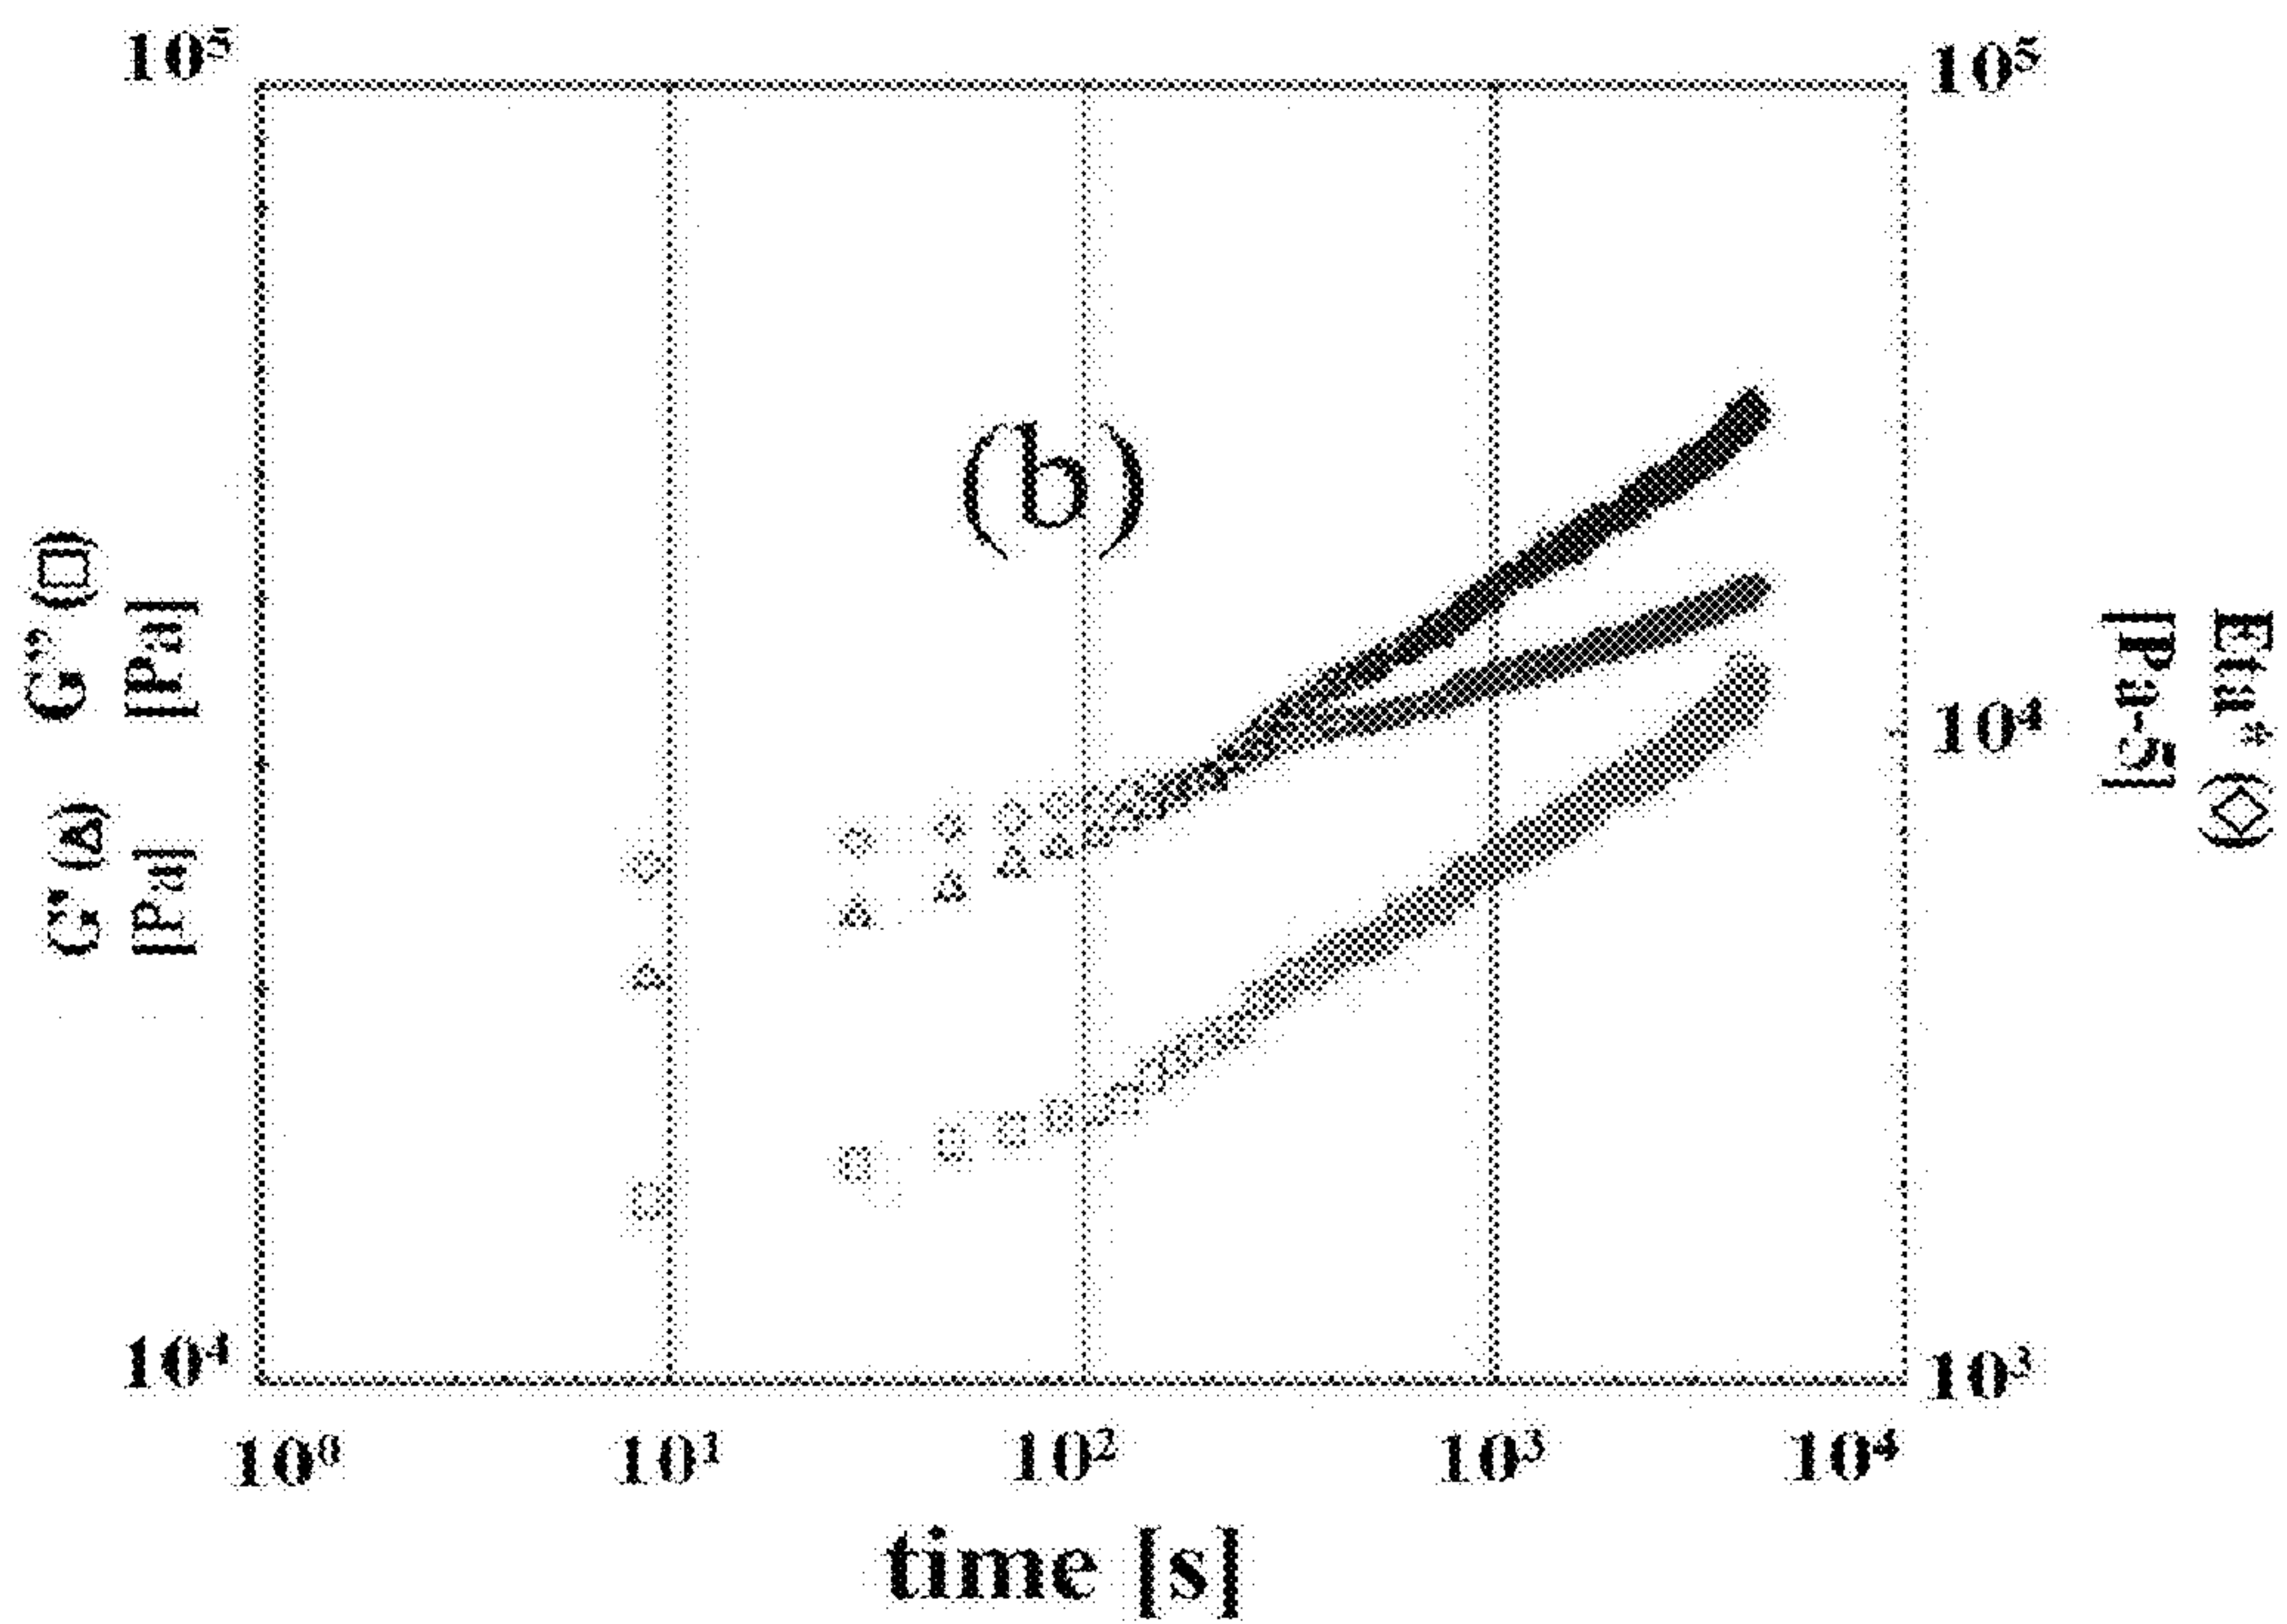 10⁵
10⁵
(b)
G'' (□)
[Pa]
G' (Δ)
[Pa]
10⁴
Eta* (◇)
[Pa-s]
10⁴
10³
10⁰ 10¹ 10² 10³ 10⁴
time [s]